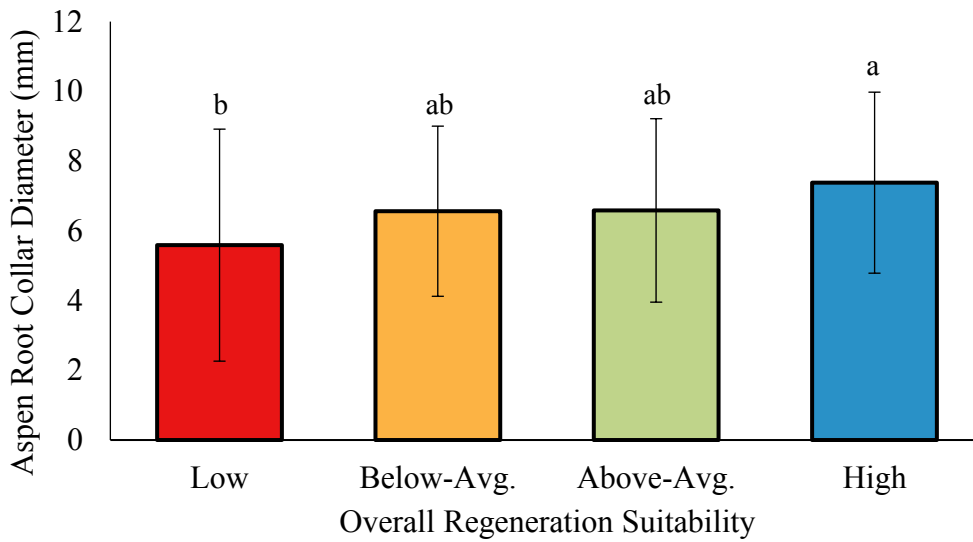 Aspen Root Collar Diameter (mm)
12
10
8
6
4
2
0
b
ab
ab
a
Low
Below-Avg.
Above-Avg.
High
Overall Regeneration Suitability